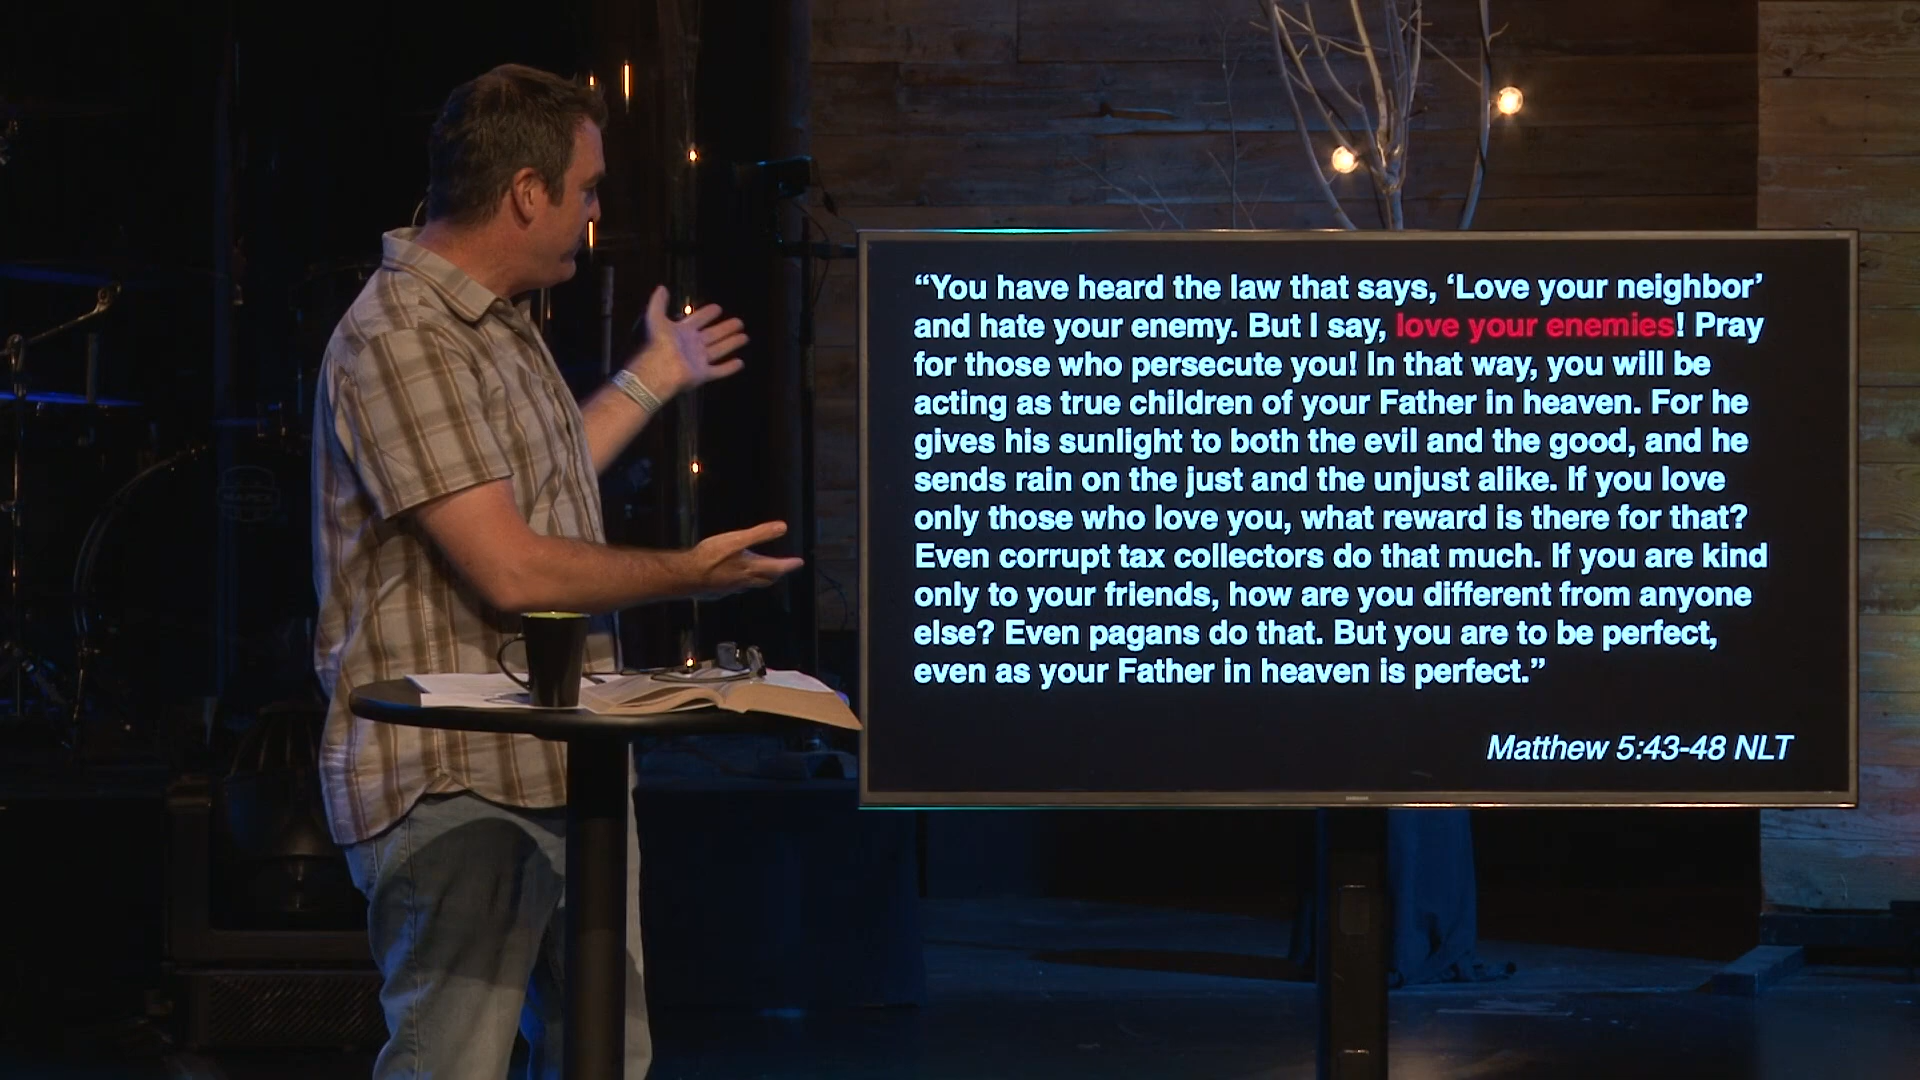 “You have heard the law that says, ‘Love your neighbor’
and hate your enemy. But I say, love your enemies! Pray
for those who persecute you! In that way, you will be
acting as true children of your Father in heaven. For he
gives his sunlight to both the evil and the good, and he
sends rain on the just and the unjust alike. If you love
only those who love you, what reward is there for that?
Even corrupt tax collectors do that much. If you are kind
only to your friends, how are you different from anyone
else? Even pagans do that. But you are to be perfect,
even as your Father in heaven is perfect.”
Matthew 5:43-48 NLT